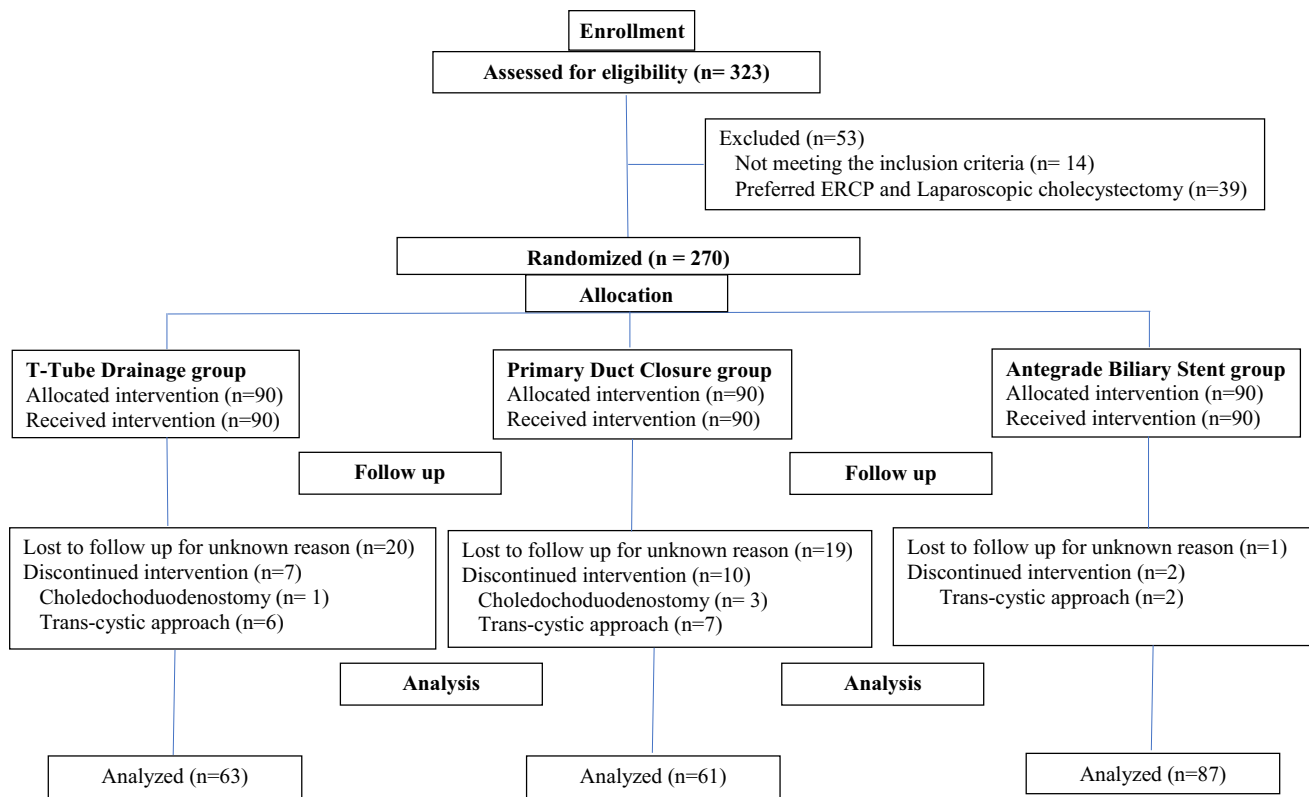 Enrollment
Assessed for eligibility (n= 323)
Excluded (n=53)
Not meeting the inclusion criteria (n= 14)
Preferred ERCP and Laparoscopic cholecystectomy (n=39)
Randomized (n = 270)
Allocation
T-Tube Drainage group
Allocated intervention (n=90)
Received intervention (n=90)
Primary Duct Closure group
Allocated intervention (n=90)
Received intervention (n=90)
Antegrade Biliary Stent group
Allocated intervention (n=90)
Received intervention (n=90)
Follow up
Follow up
Lost to follow up for unknown reason (n=20)
Discontinued intervention (n=7)
Choledochoduodenostomy (n= 1)
Trans-cystic approach (n=6)
Lost to follow up for unknown reason (n=19)
Discontinued intervention (n=10)
Choledochoduodenostomy (n= 3)
Trans-cystic approach (n=7)
Lost to follow up for unknown reason (n=1)
Discontinued intervention (n=2)
Trans-cystic approach (n=2)
Analysis
Analysis
Analyzed (n=63)
Analyzed (n=61)
Analyzed (n=87)